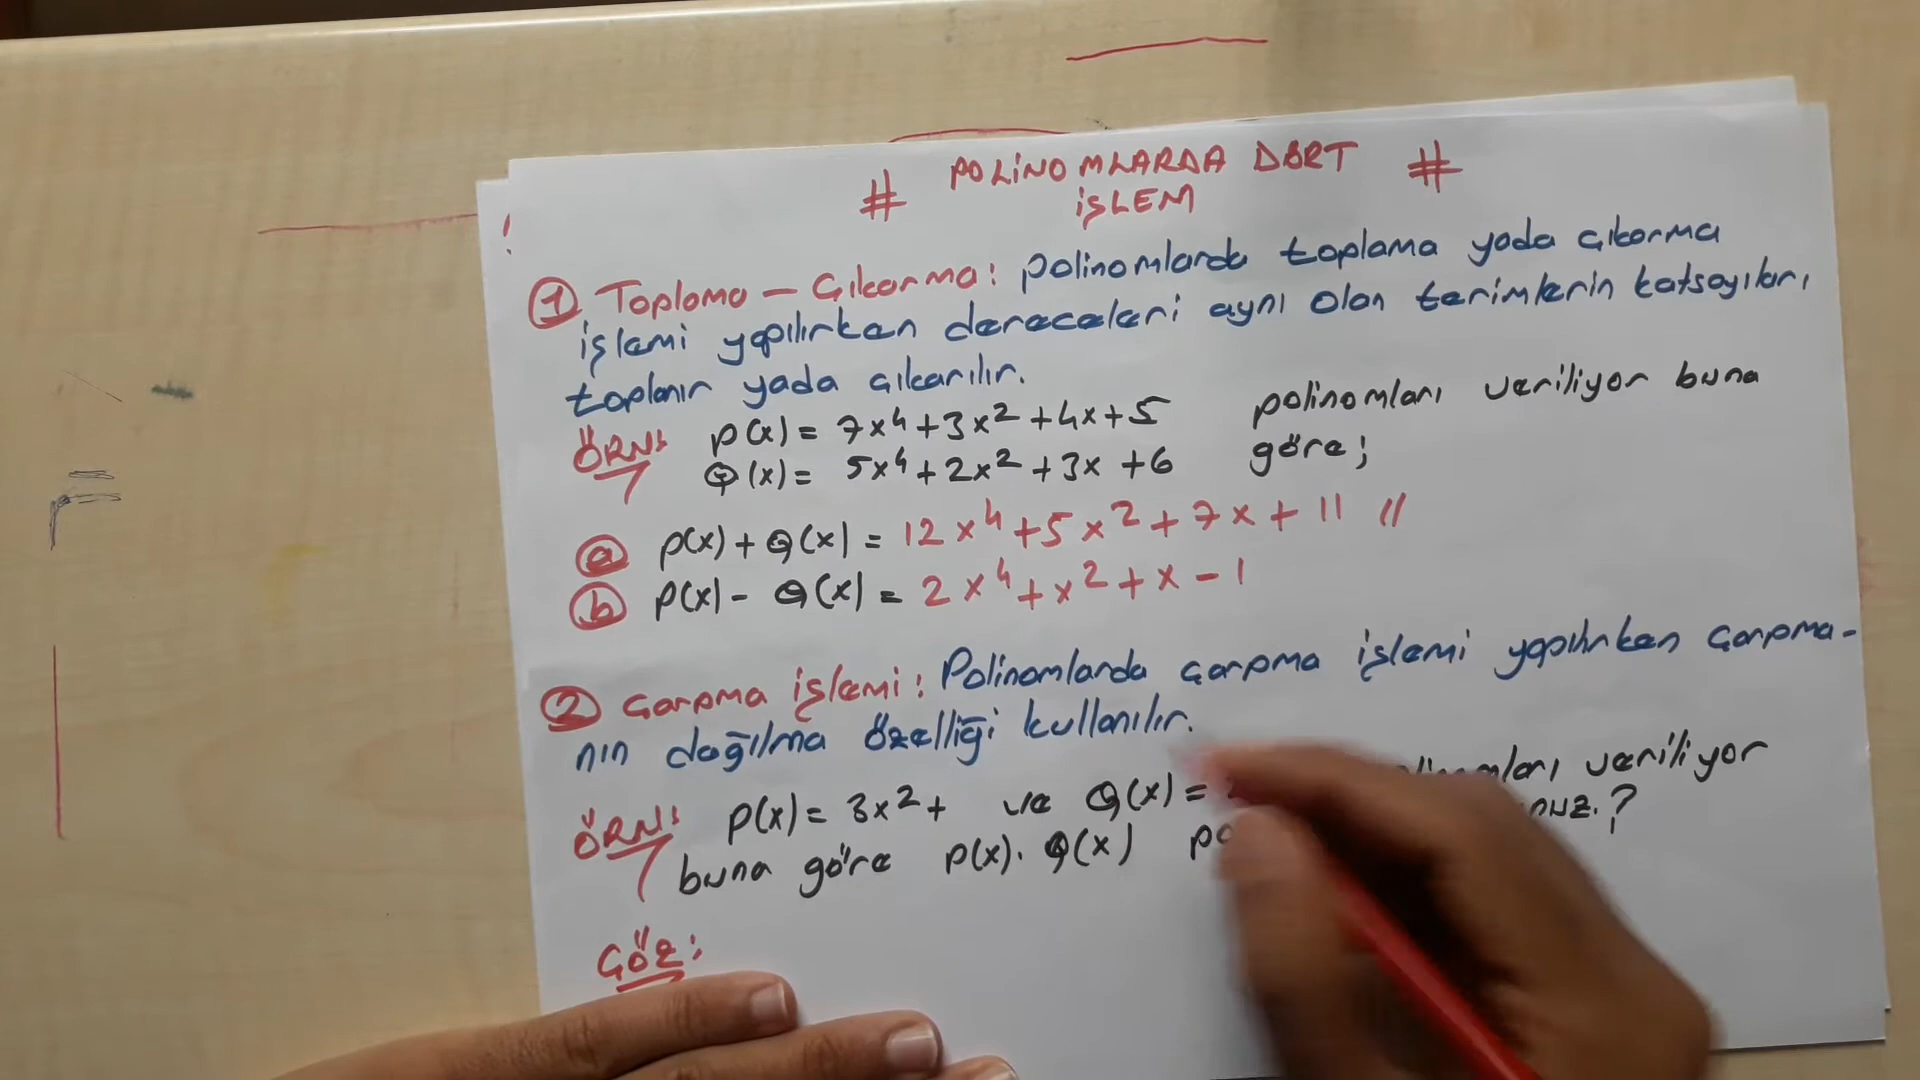 # POLİNOMLARDA DÖRT #
İŞLEM
① Toplama – Çıkarma: polinomlarda toplama yada çıkarma
işlemi yapılırken dereceleri aynı olan terimlerin katsayıları
toplanır yada çıkarılır.
ÖRN: p(x) = 7x⁴+3x²+4x+5 polinomları veriliyor buna
Q(x) = 5x⁴+2x²+3x+6 göre;
ⓐ p(x)+Q(x) = 12x⁴+5x²+7x+11 //
ⓑ p(x) - Q(x) = 2x⁴+x²+x-1
② Çarpma işlemi: Polinomlarda çarpma işlemi yapılırken çarpma-
nın dağılma özelliği kullanılır.
ÖRN: p(x) = 3x²+ ve Q(x) = veriliyor
buna göre p(x). Q(x) ?
ÇÖZ: